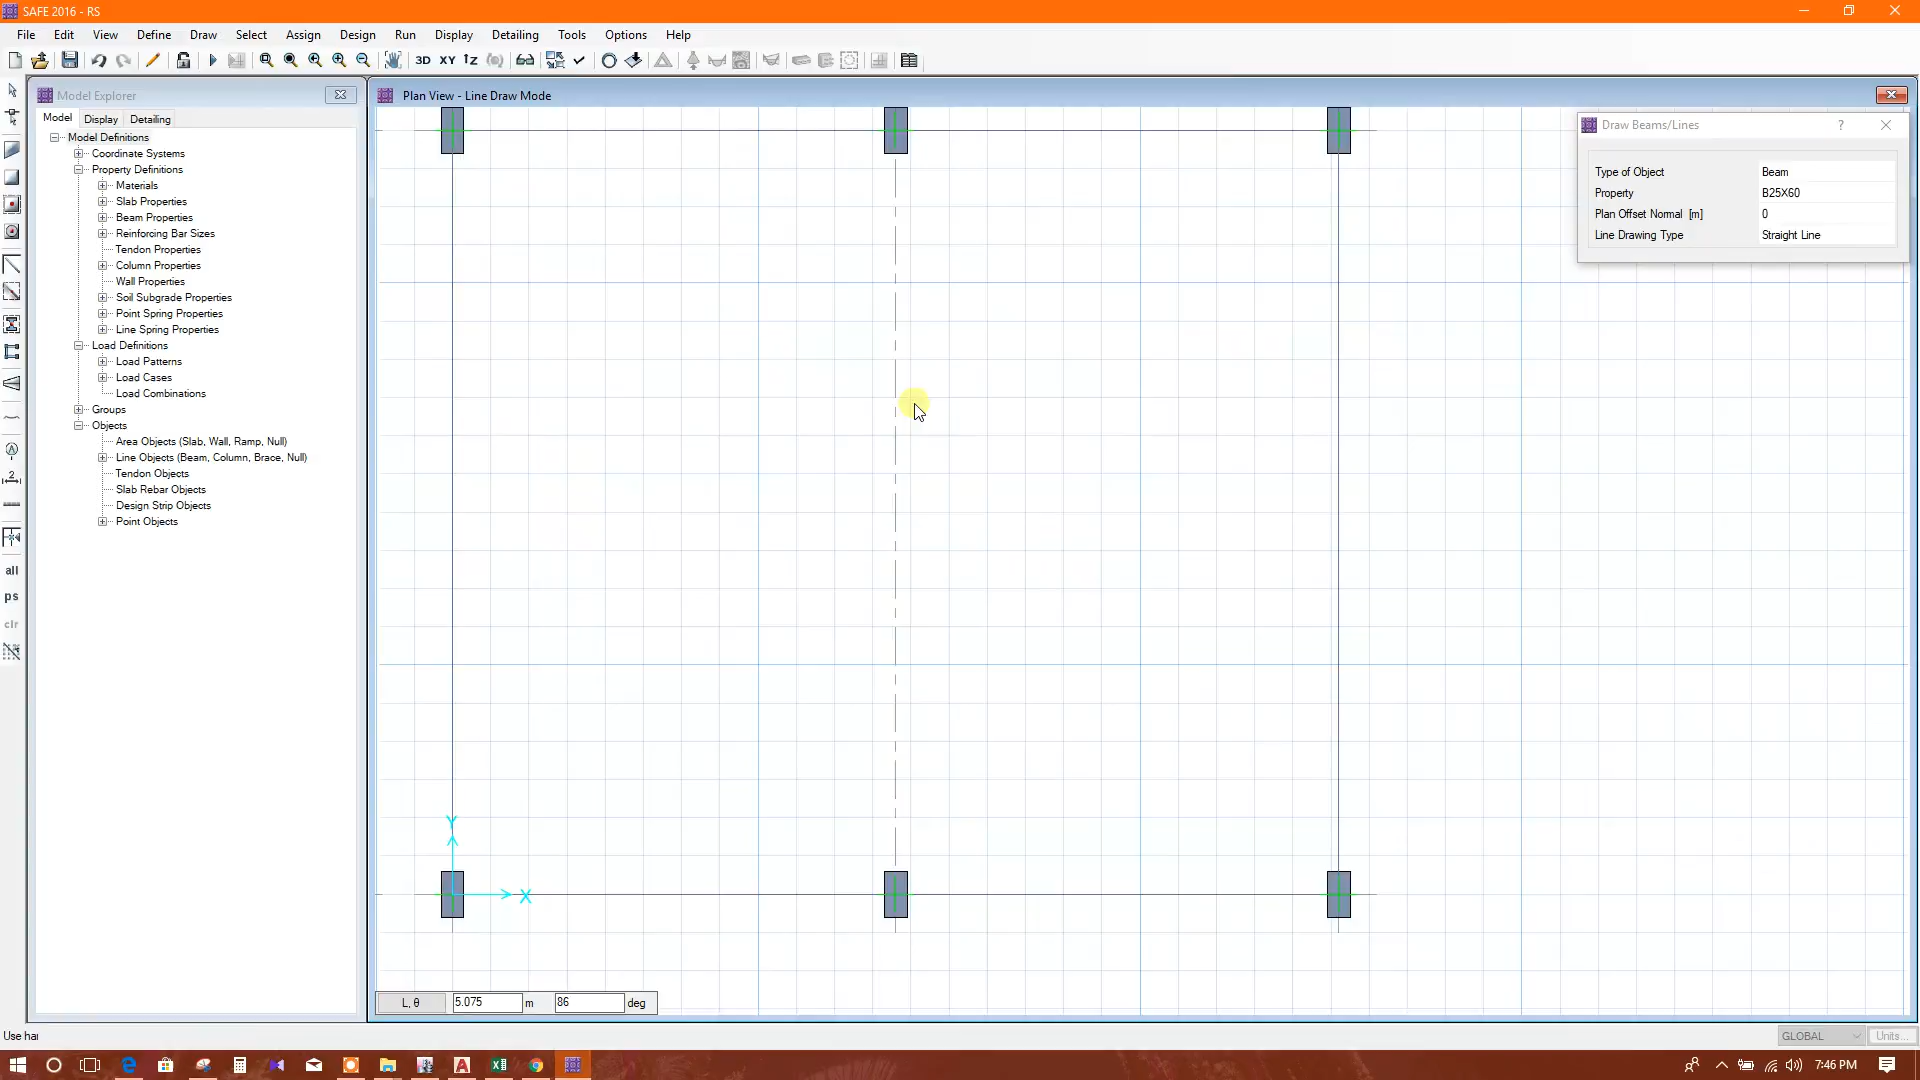 SAFE 2016 - RS
File Edit View Define Draw Select Assign Design Run Display Detailing Tools Options Help
3D XY
Model Explorer
Model Display Detailing
Model Definitions
Coordinate Systems
Property Definitions
Materials
Slab Properties
Beam Properties
Reinforcing Bar Sizes
Tendon Properties
Column Properties
Wall Properties
Soil Subgrade Properties
Point Spring Properties
Line Spring Properties
Load Definitions
Load Patterns
Load Cases
Load Combinations
Groups
Objects
Area Objects (Slab, Wall, Ramp, Null)
Line Objects (Beam, Column, Brace, Null)
Tendon Objects
Slab Rebar Objects
Design Strip Objects
Point Objects
all
ps
clr
Plan View - Line Draw Mode
Draw Beams/Lines ?
Type of Object Beam
Property B25X60
Plan Offset Normal [m] 0
Line Drawing Type Straight Line
Y
X
L, θ 5.075 m 86 deg
Use har
GLOBAL Units...
7:46 PM